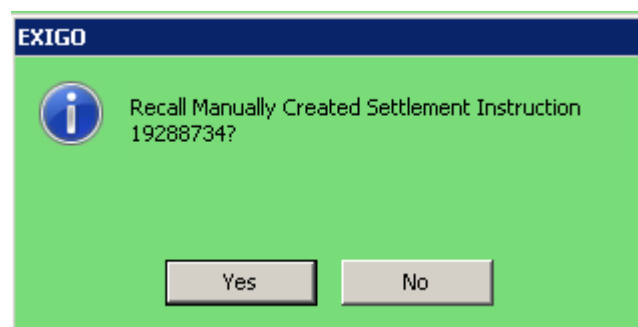 EXIGO
Recall Manually Created Settlement Instruction
19288734?
Yes
No